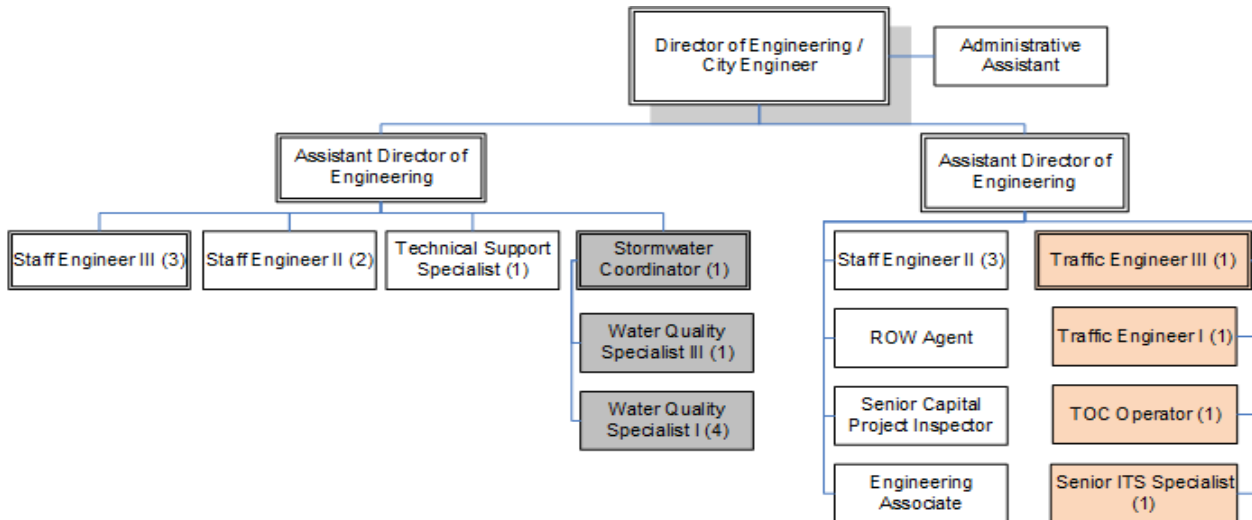 Director of Engineering /
City Engineer
Administrative
Assistant
Assistant Director of
Engineering
Assistant Director of
Engineering
Staff Engineer III (3)
Staff Engineer II (2)
Technical Support
Specialist (1)
Stormwater
Coordinator (1)
Water Quality
Specialist III (1)
Water Quality
Specialist I (4)
Staff Engineer II (3)
Traffic Engineer III (1)
ROW Agent
Traffic Engineer I (1)
Senior Capital
Project Inspector
TOC Operator (1)
Engineering
Associate
Senior ITS Specialist
(1)